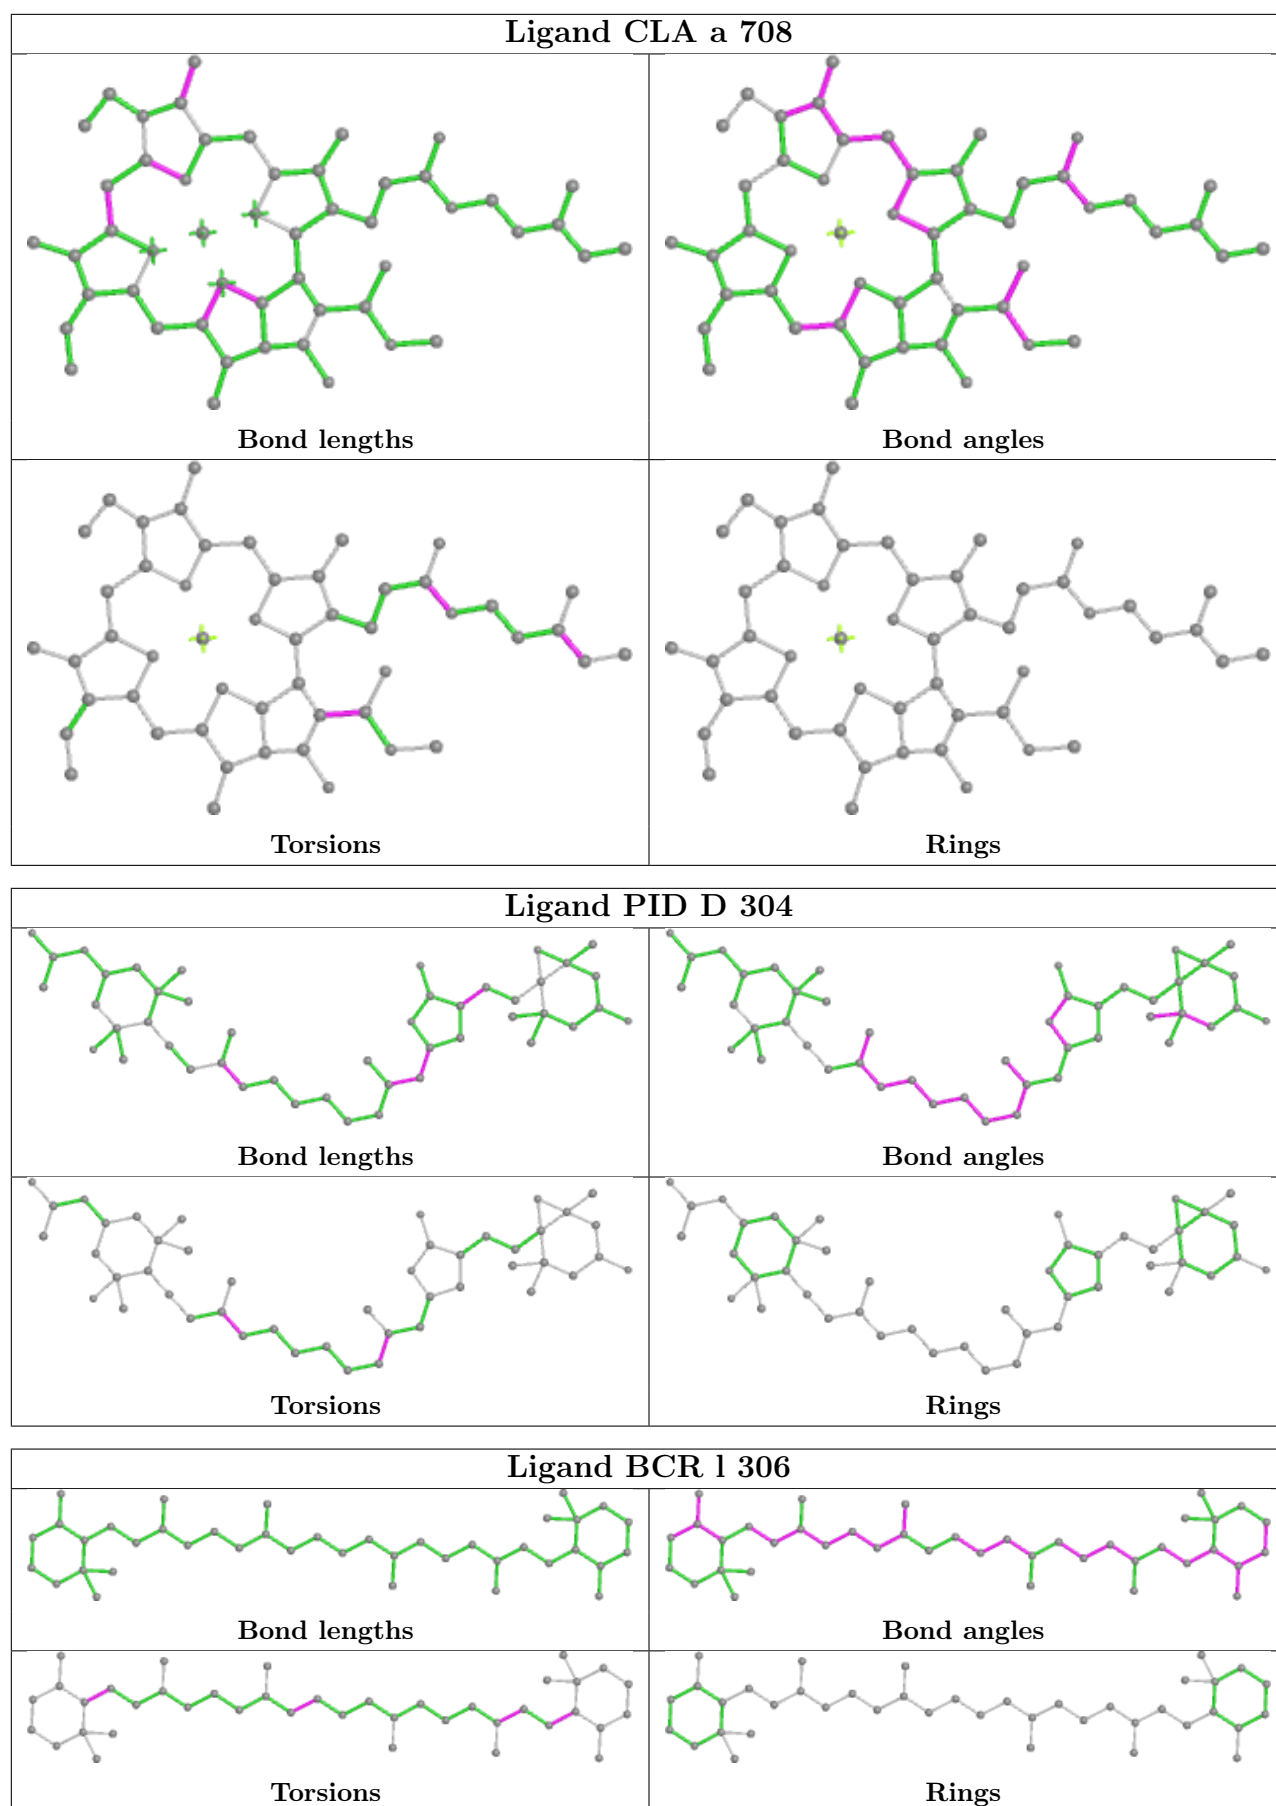 Ligand CLA a 708
Bond lengths
Bond angles
Torsions
Rings
Ligand PID D 304
Bond lengths
Bond angles
Torsions
Rings
Ligand BCR l 306
Bond lengths
Bond angles
Torsions
Rings